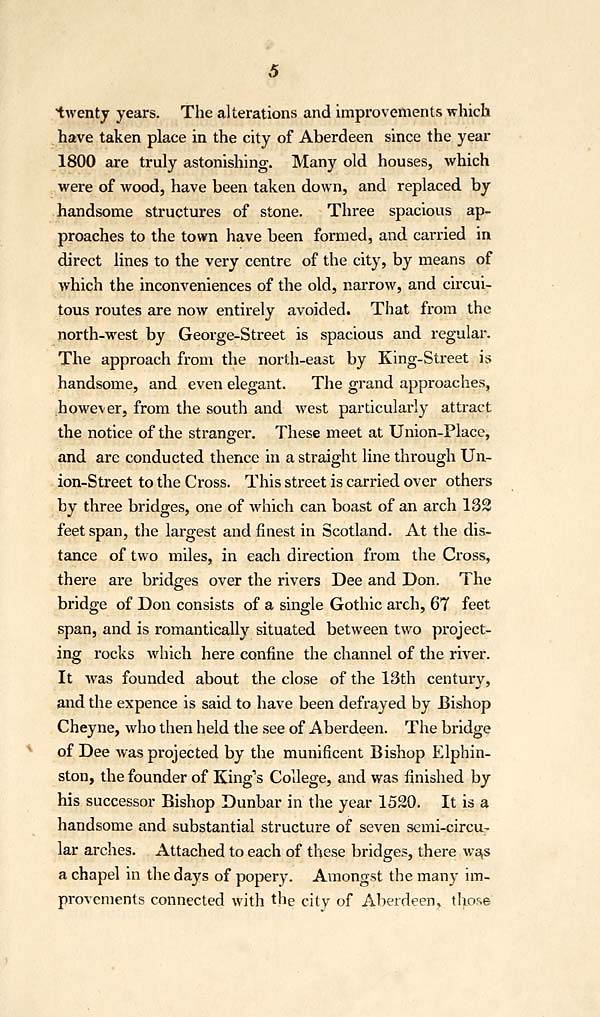 5
twenty years. The alterations and improvements which
have taken place in the city of Aberdeen since the year
1800 are truly astonishing. Many old houses, which
were of wood, have been taken down, and replaced by
handsome structures of stone. Three spacious ap-
proaches to the town have been formed, and carried in
direct lines to the very centre of the city, by means of
which the inconveniences of the old, narrow, and circui-
tous routes are now entirely avoided. That from the
north-west by George-Street is spacious and regular.
The approach from the north-east by King-Street is
handsome, and even elegant. The grand approaches,
however, from the south and west particularly attract
the notice of the stranger. These meet at Union-Place,
and are conducted thence in a straight line through Un-
ion-Street to the Cross. This street is carried over others
by three bridges, one of which can boast of an arch 132
feet span, the largest and finest in Scotland. At the dis-
tance of two miles, in each direction from the Cross,
there are bridges over the rivers Dee and Don. The
bridge of Don consists of a single Gothic arch, 67 feet
span, and is romantically situated between two project-
ing rocks which here confine the channel of the river.
It was founded about the close of the 13th century,
and the expence is said to have been defrayed by Bishop
Cheyne, who then held the see of Aberdeen. The bridge
of Dee was projected by the munificent Bishop Elphin-
ston, the founder of King's College, and was finished by
his successor Bishop Dunbar in the year 1520. It is a
handsome and substantial structure of seven semi-circu-
lar arches. Attached to each of these bridges, there was
a chapel in the days of popery. Amongst the many im-
provements connected with the city of Aberdeen, those